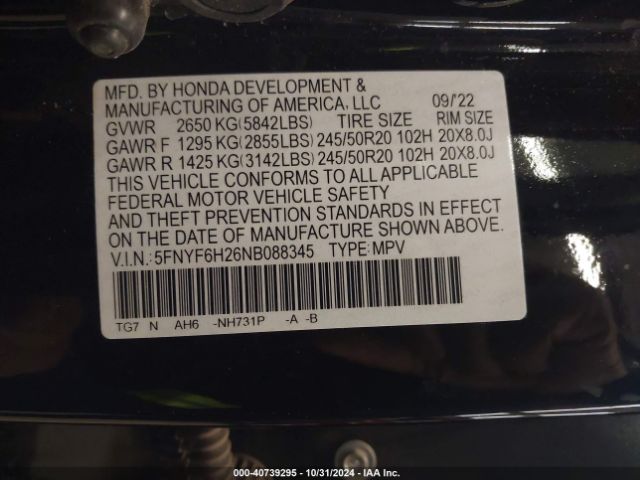 MFD. BY HONDA DEVELOPMENT &
MANUFACTURING OF AMERICA, LLC 09/'22
GVWR 2650 KG(5842LBS) TIRE SIZE RIM SIZE
GAWR F 1295 KG(2855LBS) 245/50R20 102H 20X8.0J
GAWR R 1425 KG(3142LBS) 245/50R20 102H 20X8.0J
THIS VEHICLE CONFORMS TO ALL APPLICABLE
FEDERAL MOTOR VEHICLE SAFETY
AND THEFT PREVENTION STANDARDS IN EFFECT
ON THE DATE OF MANUFACTURE SHOWN ABOVE.
V.I.N.:5FNYF6H26NB088345 TYPE:MPV
TG7 N AH6 -NH731P -A -B
000-40739295 - 10/31/2024 - IAA Inc.